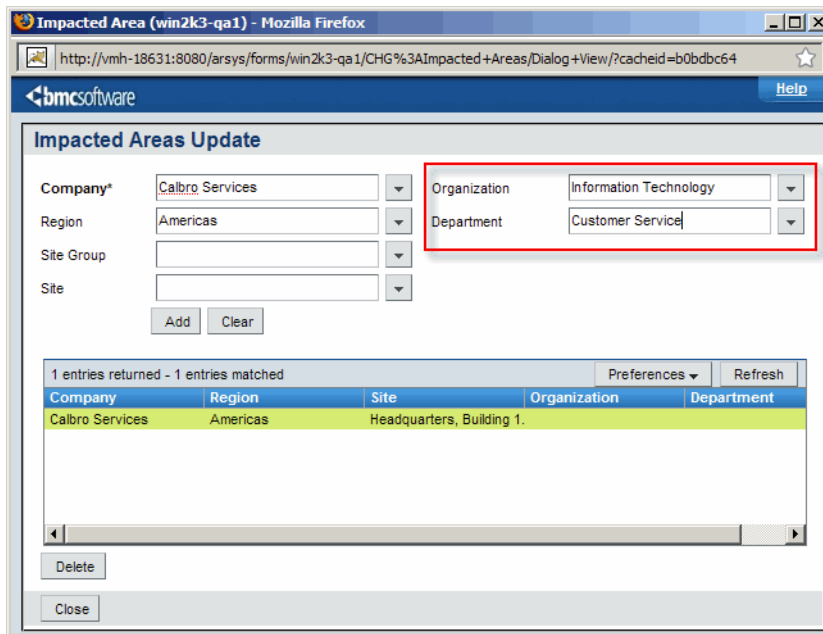 Impacted Area (win2k3-qa1) - Mozilla Firefox
http://vmh-18631:8080/arsys/forms/win2k3-qa1/CHG%3AImpacted+Areas/Dialog+View/?cacheid=b0bdbc64
bmcsoftware Help
Impacted Areas Update
Company* Calbro Services Organization Information Technology
Region Americas Department Customer Service
Site Group
Site
Add Clear
1 entries returned - 1 entries matched Preferences Refresh
Company Region Site Organization Department
Calbro Services Americas Headquarters, Building 1.
Delete
Close